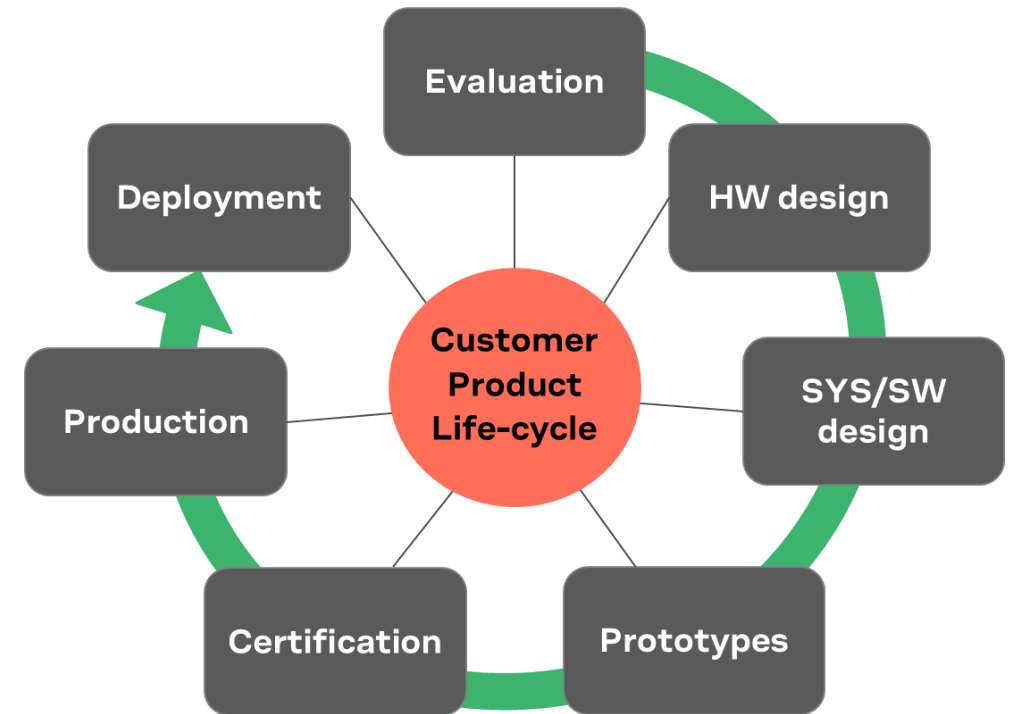 Evaluation
HW design
SYS/SW
design
Prototypes
Certification
Production
Deployment
Customer
Product
Life-cycle